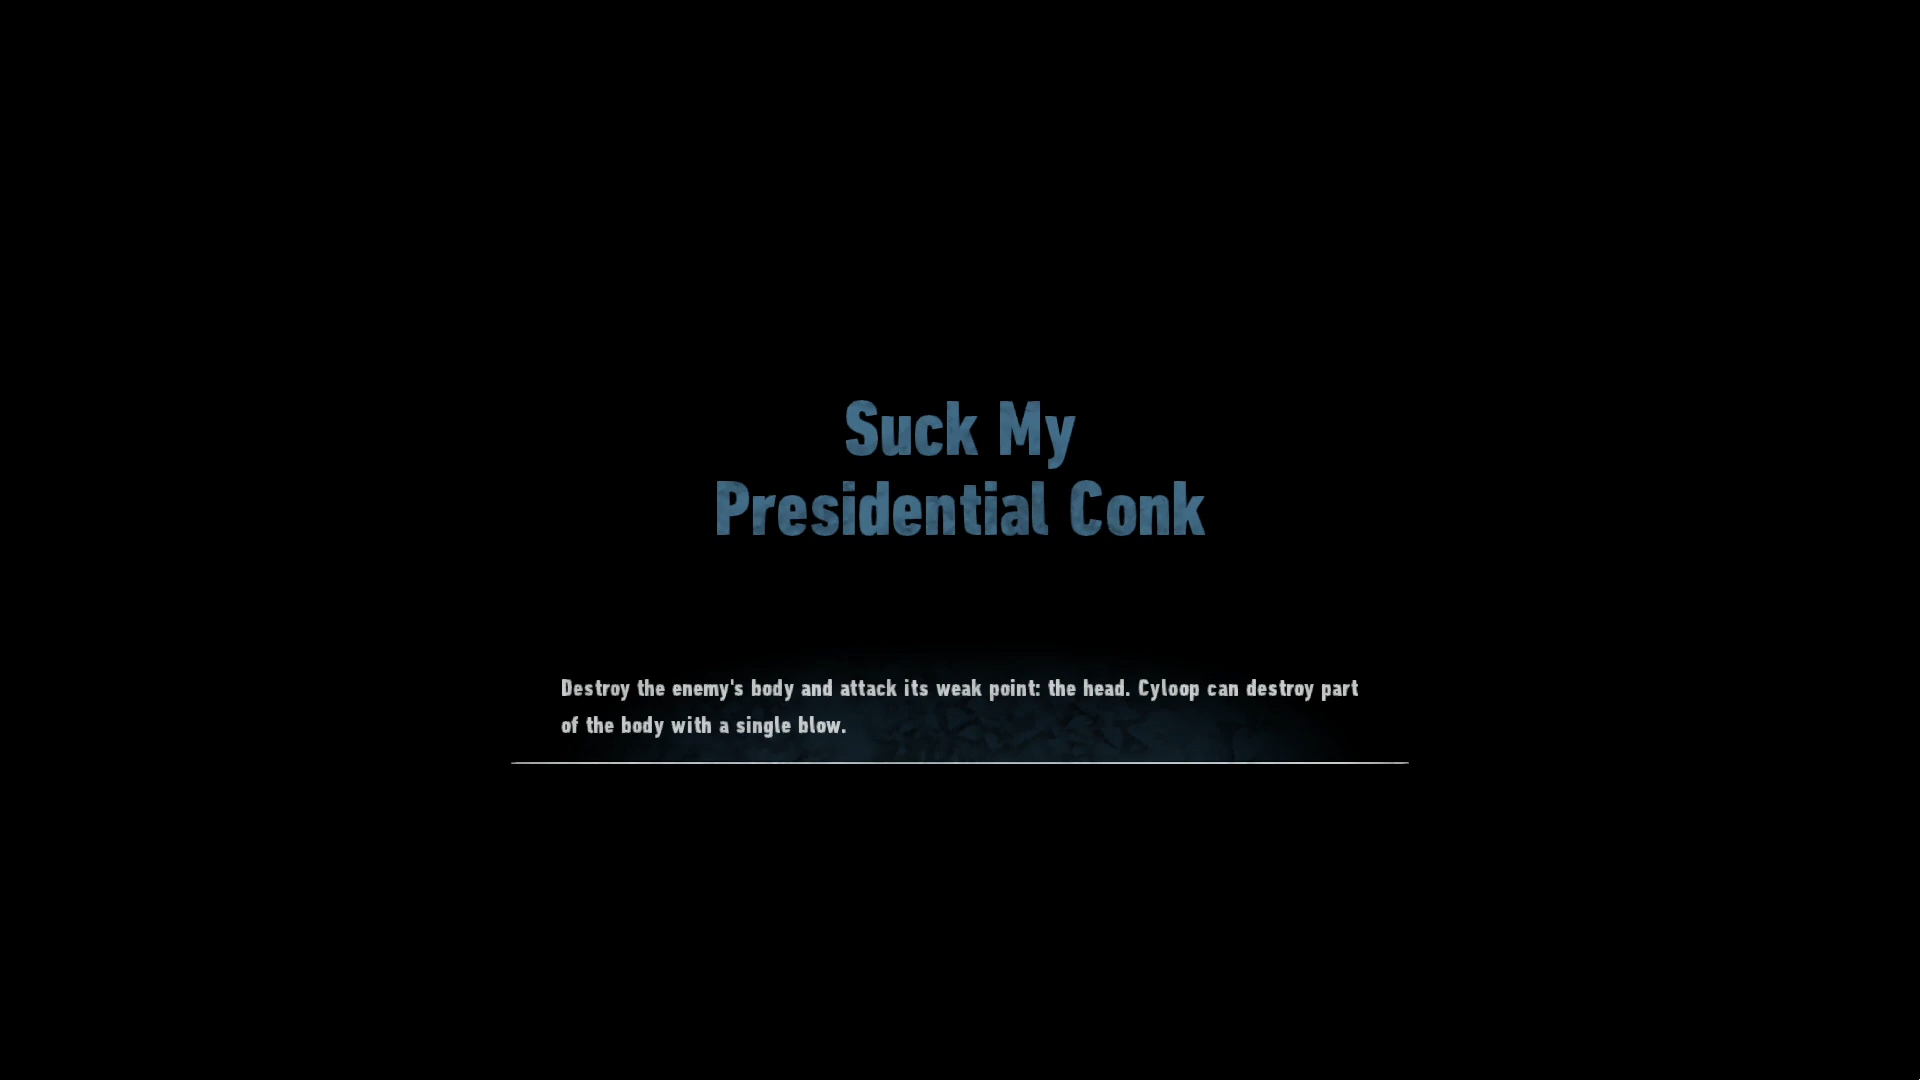 Suck My
Presidential Conk
Destroy the enemy's body and attack its weak point: the head. Cyloop can destroy part
of the body with a single blow.